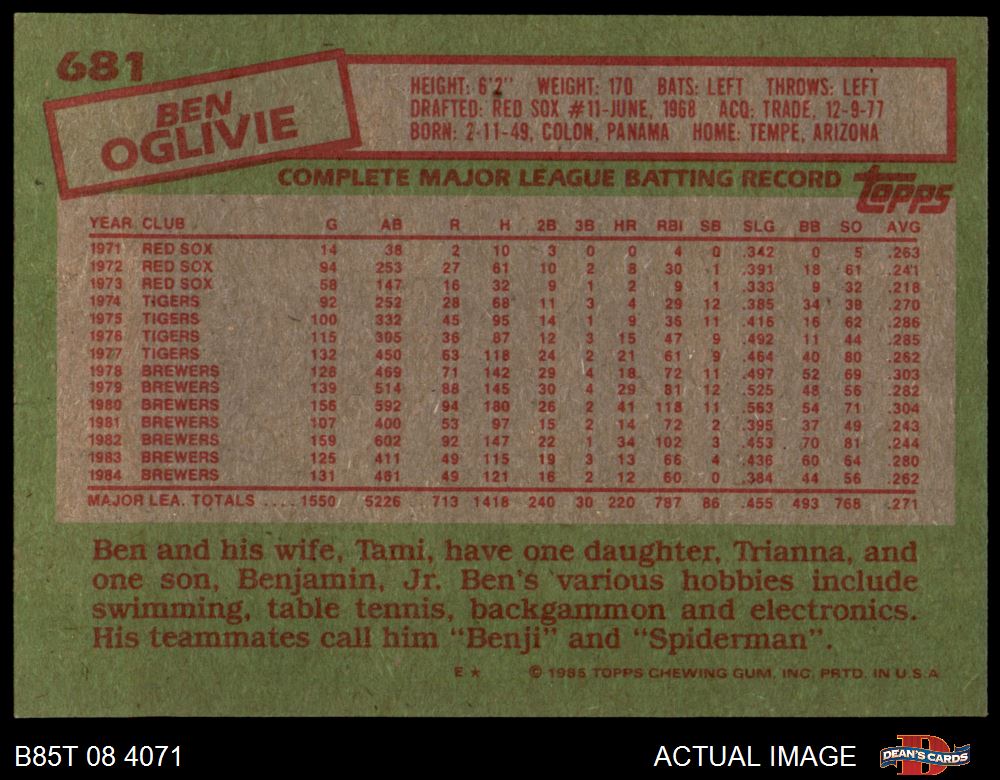 681
BEN
OGLIVIE
HEIGHT: 6'2" WEIGHT: 170 BATS: LEFT THROWS: LEFT
DRAFTED: RED SOX #11-JUNE, 1968 ACQ: TRADE, 12-9-77
BORN: 2-11-49, COLON, PANAMA HOME: TEMPE, ARIZONA
COMPLETE MAJOR LEAGUE BATTING RECORD
TOPPS
YEAR CLUB G AB R H 2B 3B HR RBI SB SLG BB SO AVG
1971 RED SOX 14 38 2 10 3 0 0 4 0 .342 0 5 .263
1972 RED SOX 94 253 27 61 10 2 8 30 1 .391 18 61 .241
1973 RED SOX 58 147 16 32 9 1 2 9 1 .333 9 32 .218
1974 TIGERS 92 252 28 68 11 3 4 29 12 .385 34 38 .270
1975 TIGERS 100 332 45 95 14 1 9 36 11 .416 16 62 .286
1976 TIGERS 115 305 36 87 12 3 15 47 9 .492 11 44 .285
1977 TIGERS 132 450 63 118 24 2 21 61 9 .464 40 80 .262
1978 BREWERS 128 469 71 142 29 4 18 72 11 .497 52 69 .303
1979 BREWERS 139 514 88 145 30 4 29 81 12 .525 48 56 .282
1980 BREWERS 156 592 94 180 26 2 41 118 11 .563 54 71 .304
1981 BREWERS 107 400 53 97 15 2 14 72 2 .395 37 49 .243
1982 BREWERS 159 602 92 147 22 1 34 102 3 .453 70 81 .244
1983 BREWERS 125 411 49 115 19 3 13 66 4 .436 60 64 .280
1984 BREWERS 131 461 49 121 16 2 12 60 0 .384 44 56 .262
MAJOR LEA. TOTALS .... 1550 5226 713 1418 240 30 220 787 86 .455 493 768 .271
Ben and his wife, Tami, have one daughter, Trianna, and
one son, Benjamin, Jr. Ben's various hobbies include
swimming, table tennis, backgammon and electronics.
His teammates call him "Benji" and "Spiderman".
E* © 1985 TOPPS CHEWING GUM, INC. PRTD. IN U.S.A
B85T 08 4071
ACTUAL IMAGE
DEAN'S CARDS